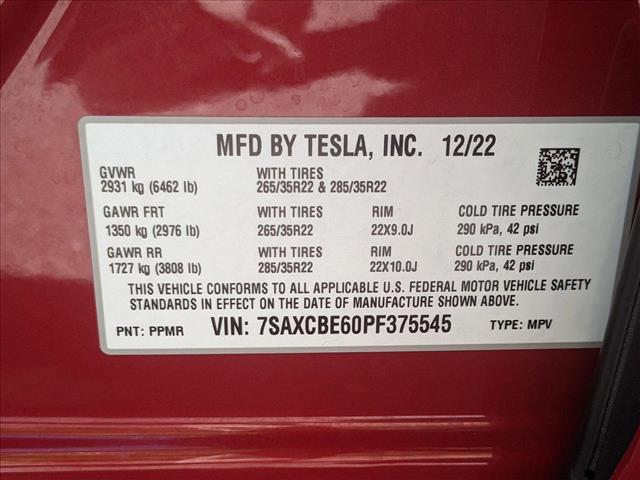 MFD BY TESLA, INC. 12/22
GVWR WITH TIRES
2931 kg (6462 lb) 265/35R22 & 285/35R22
GAWR FRT WITH TIRES RIM COLD TIRE PRESSURE
1350 kg (2976 lb) 265/35R22 22X9.0J 290 kPa, 42 psi
GAWR RR WITH TIRES RIM COLD TIRE PRESSURE
1727 kg (3808 lb) 285/35R22 22X10.0J 290 kPa, 42 psi
THIS VEHICLE CONFORMS TO ALL APPLICABLE U.S. FEDERAL MOTOR VEHICLE SAFETY
STANDARDS IN EFFECT ON THE DATE OF MANUFACTURE SHOWN ABOVE.
PNT: PPMR VIN: 7SAXCBE60PF375545 TYPE: MPV